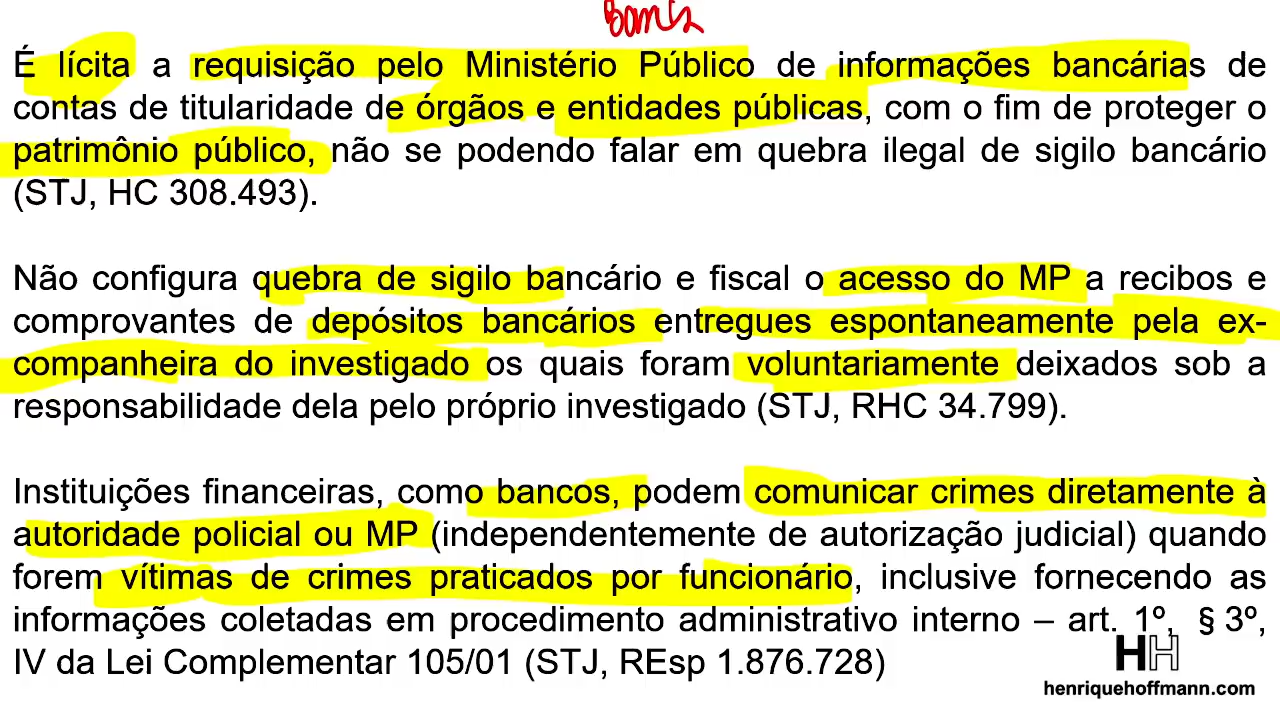 É lícita a requisição pelo Ministério Público de informações bancárias de
contas de titularidade de órgãos e entidades públicas, com o fim de proteger o
patrimônio público, não se podendo falar em quebra ilegal de sigilo bancário
(STJ, HC 308.493).
Não configura quebra de sigilo bancário e fiscal o acesso do MP a recibos e
comprovantes de depósitos bancários entregues espontaneamente pela ex-
companheira do investigado os quais foram voluntariamente deixados sob a
responsabilidade dela pelo próprio investigado (STJ, RHC 34.799).
Instituições financeiras, como bancos, podem comunicar crimes diretamente à
autoridade policial ou MP (independentemente de autorização judicial) quando
forem vítimas de crimes praticados por funcionário, inclusive fornecendo as
informações coletadas em procedimento administrativo interno – art. 1º, § 3º,
IV da Lei Complementar 105/01 (STJ, REsp 1.876.728)
HH
henriquehoffmann.com